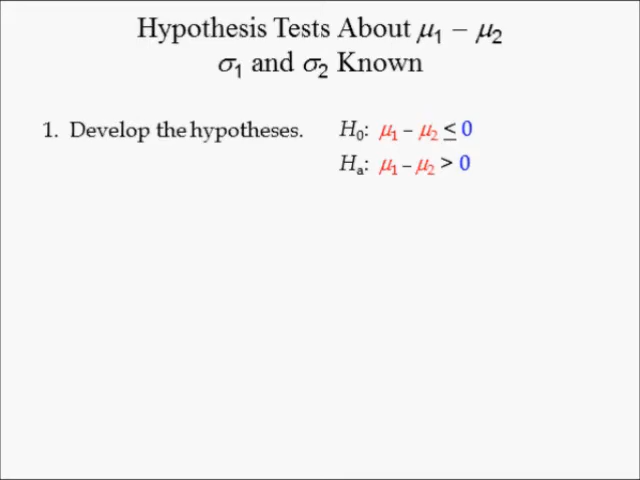 Hypothesis Tests About μ₁ – μ₂
σ₁ and σ₂ Known
1. Develop the hypotheses. H₀: μ₁ – μ₂ ≤ 0
Hₐ: μ₁ – μ₂ > 0